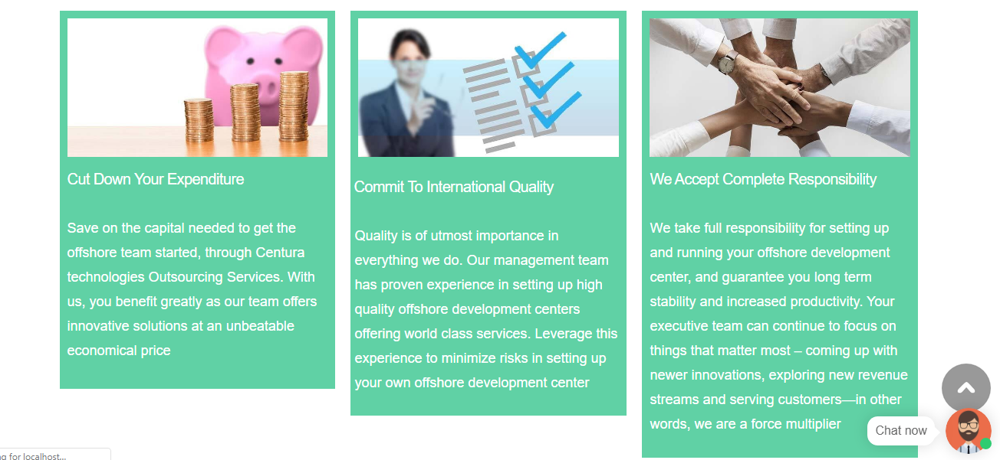 Cut Down Your Expenditure
Save on the capital needed to get the
offshore team started, through Centura
technologies Outsourcing Services. With
us, you benefit greatly as our team offers
innovative solutions at an unbeatable
economical price
Commit To International Quality
Quality is of utmost importance in
everything we do. Our management team
has proven experience in setting up high
quality offshore development centers
offering world class services. Leverage this
experience to minimize risks in setting up
your own offshore development center
We Accept Complete Responsibility
We take full responsibility for setting up
and running your offshore development
center, and guarantee you long term
stability and increased productivity. Your
executive team can continue to focus on
things that matter most – coming up with
newer innovations, exploring new revenue
streams and serving customers—in other
words, we are a force multiplier
Chat now
for localhost...